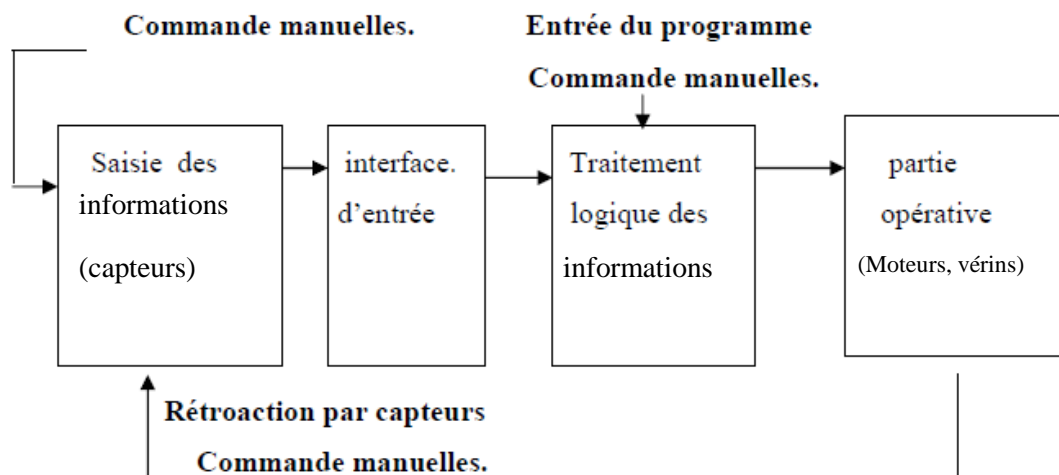 Commande manuelles.
Entrée du programme
Commande manuelles.
Saisie des
informations
(capteurs)
interface.
d’entrée
Traitement
logique des
informations
partie
opérative
(Moteurs, vérins)
Rétroaction par capteurs
Commande manuelles.